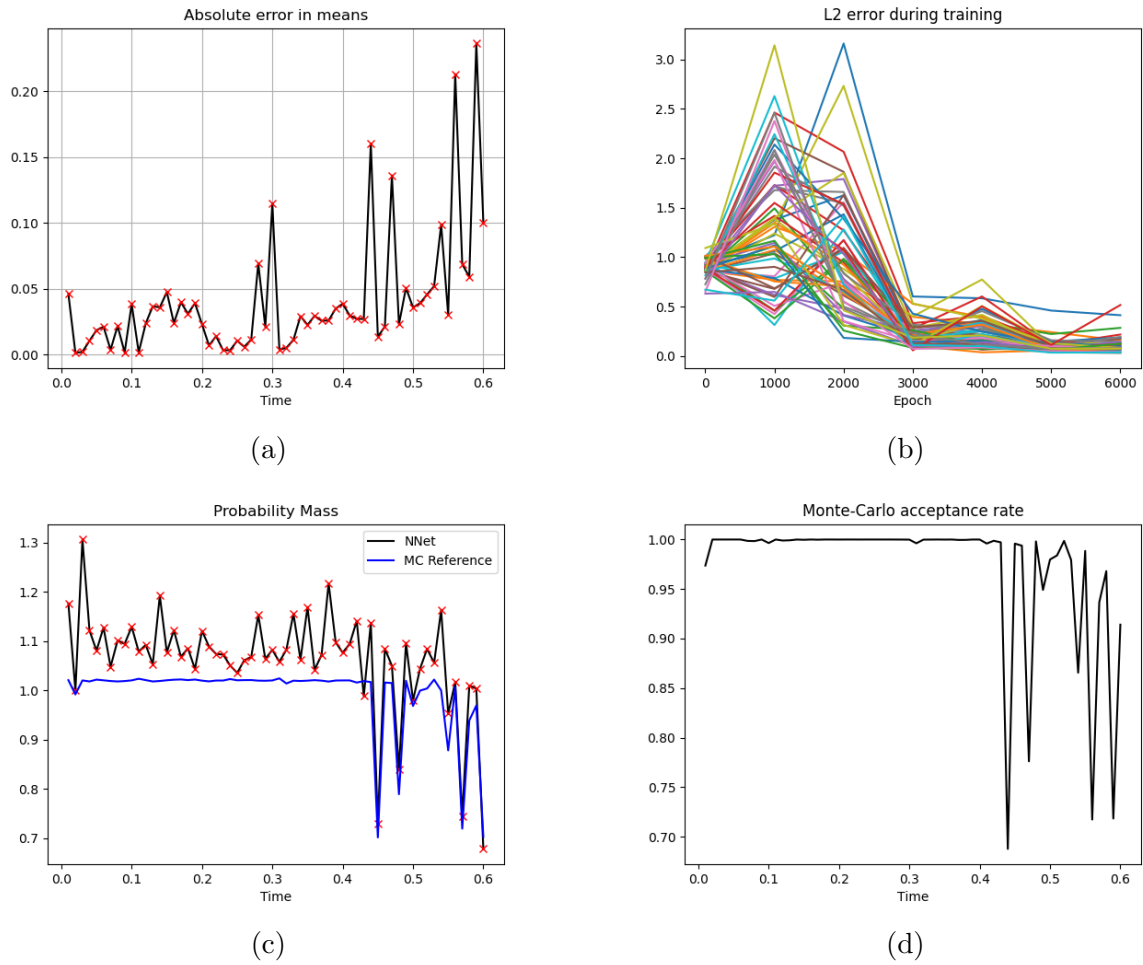 Absolute error in means
0.20
0.15
0.10
0.05
0.00
0.0 0.1 0.2 0.3 0.4 0.5 0.6
Time
(a)
L2 error during training
3.0
2.5
2.0
1.5
1.0
0.5
0.0
0 1000 2000 3000 4000 5000 6000
Epoch
(b)
Probability Mass
NNet
MC Reference
1.3
1.2
1.1
1.0
0.9
0.8
0.7
0.0 0.1 0.2 0.3 0.4 0.5 0.6
Time
(c)
Monte-Carlo acceptance rate
1.00
0.95
0.90
0.85
0.80
0.75
0.70
0.0 0.1 0.2 0.3 0.4 0.5 0.6
Time
(d)